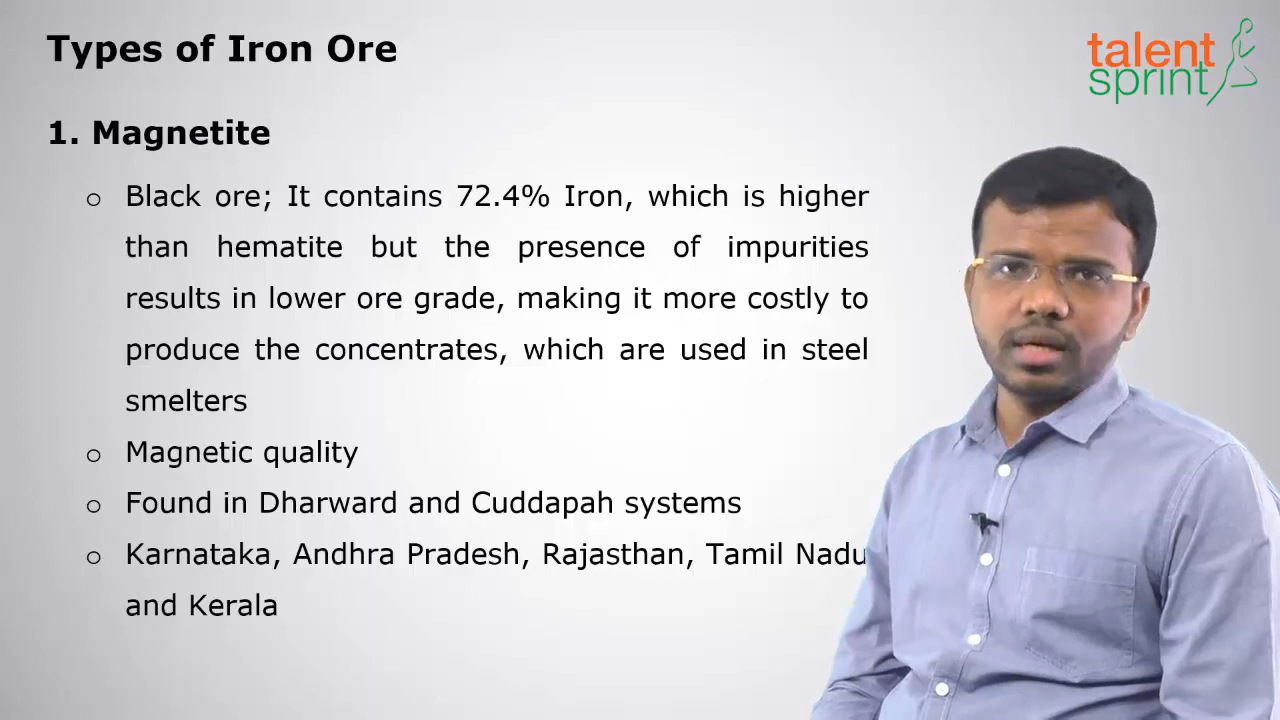 Types of Iron Ore
talent
sprint
1. Magnetite
o Black ore; It contains 72.4% Iron, which is higher
than hematite but the presence of impurities
results in lower ore grade, making it more costly to
produce the concentrates, which are used in steel
smelters
o Magnetic quality
o Found in Dharward and Cuddapah systems
o Karnataka, Andhra Pradesh, Rajasthan, Tamil Nadu
and Kerala